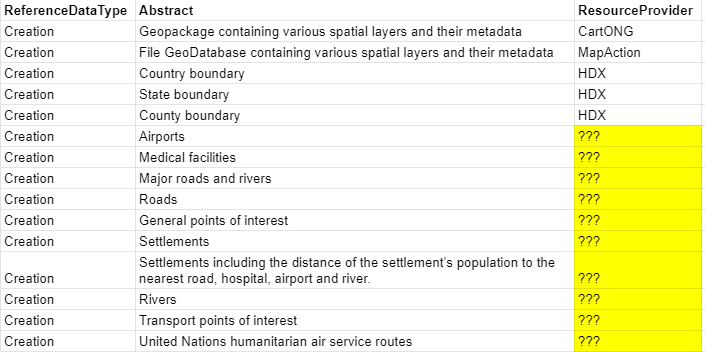 ReferenceDataType Abstract ResourceProvider
Creation Geopackage containing various spatial layers and their metadata CartONG
Creation File GeoDatabase containing various spatial layers and their metadata MapAction
Creation Country boundary HDX
Creation State boundary HDX
Creation County boundary HDX
Creation Airports ???
Creation Medical facilities ???
Creation Major roads and rivers ???
Creation Roads ???
Creation General points of interest ???
Creation Settlements ???
Settlements including the distance of the settlement's population to the
Creation nearest road, hospital, airport and river. ???
Creation Rivers ???
Creation Transport points of interest ???
Creation United Nations humanitarian air service routes ???